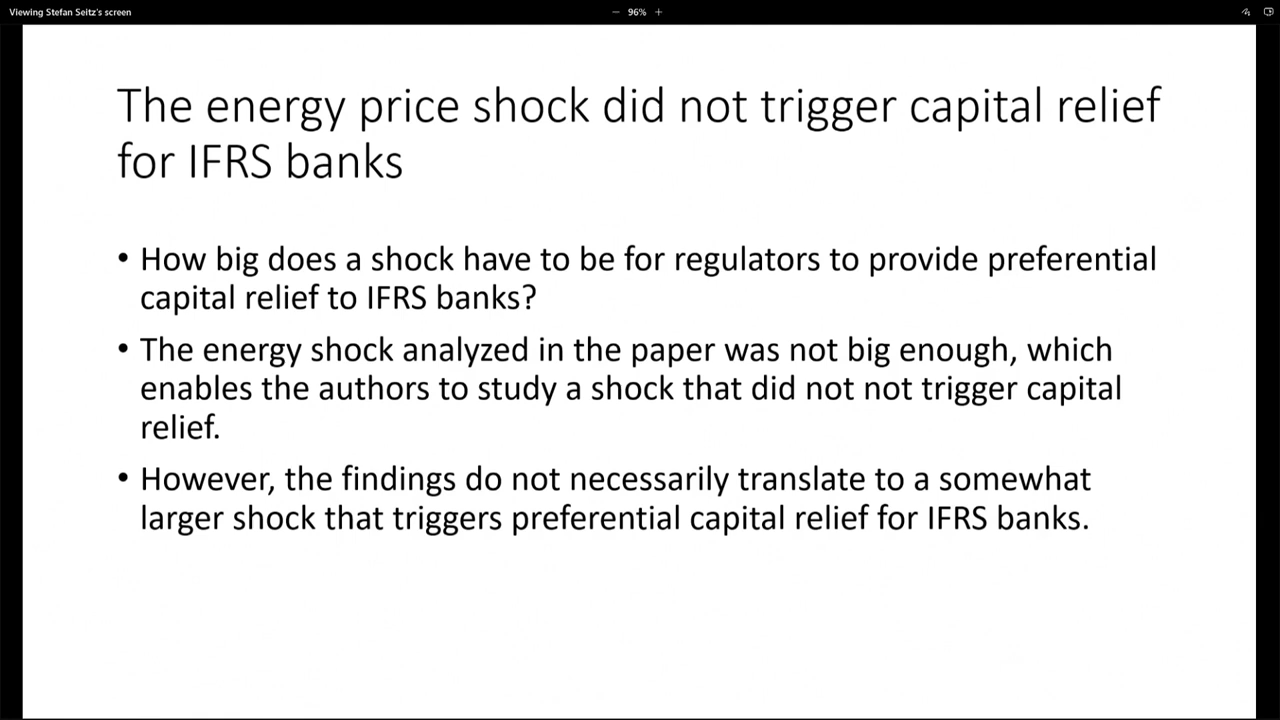 Viewing Stefan Seitz's screen
− 96% +
The energy price shock did not trigger capital relief
for IFRS banks
• How big does a shock have to be for regulators to provide preferential
capital relief to IFRS banks?
• The energy shock analyzed in the paper was not big enough, which
enables the authors to study a shock that did not not trigger capital
relief.
• However, the findings do not necessarily translate to a somewhat
larger shock that triggers preferential capital relief for IFRS banks.